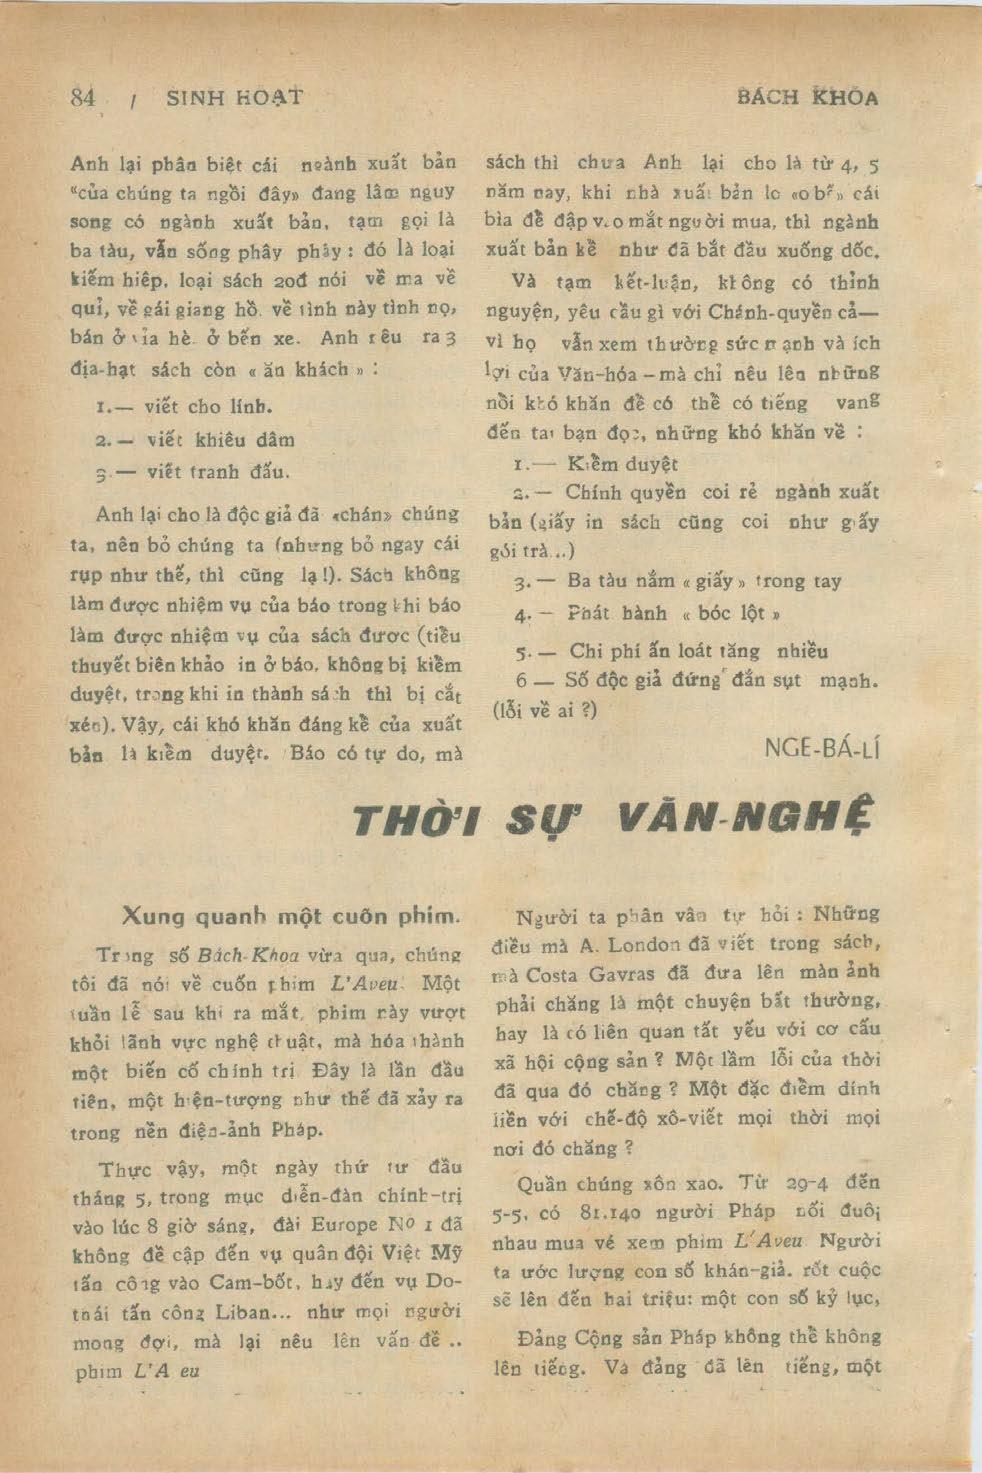 84 / SINH HOẠT
BÁCH KHOA
Anh lại phân biệt cái ngành xuất bản
«của chúng ta ngồi đây» đang lâm nguy
song có ngành xuất bản, tạm gọi là
ba tàu, vẫn sống phây phây : đó là loại
kiếm hiệp, loại sách 20đ nói về ma về
quỉ, về gái giang hồ, về tình này tình nọ,
bán ở vỉa hè, ở bến xe. Anh nêu ra 3
địa-hạt sách còn « ăn khách » :
1.— viết cho lính.
2.— viết khiêu dâm
3.— viết tranh đấu.
Anh lại cho là độc giả đã «chán» chúng
ta, nên bỏ chúng ta (nhưng bỏ ngay cái
rụp như thế, thì cũng lạ !). Sách không
làm được nhiệm vụ của báo trong khi báo
làm được nhiệm vụ của sách được (tiểu
thuyết biên khảo in ở báo, không bị kiểm
duyệt, trong khi in thành sách thì bị cắt
xén). Vậy, cái khó khăn đáng kể của xuất
bản là kiểm duyệt. Báo có tự do, mà
sách thì chưa Anh lại cho là từ 4, 5
năm nay, khi nhà xuất bản lo «o bế» cái
bìa để đập vào mắt người mua, thì ngành
xuất bản kể như đã bắt đầu xuống dốc.
Và tạm kết-luận, không có thỉnh
nguyện, yêu cầu gì với Chánh-quyền cả—
vì họ vẫn xem thường sức mạnh và ích
lợi của Văn-hóa – mà chỉ nêu lên những
nỗi khó khăn để có thể có tiếng vang
đến tai bạn đọc, những khó khăn về :
1.— Kiểm duyệt
2.— Chính quyền coi rẻ ngành xuất
bản (giấy in sách cũng coi như giấy
gói trà...)
3.— Ba tàu nắm « giấy » trong tay
4.— Phát hành « bóc lột »
5.— Chi phí ấn loát tăng nhiều
6 — Số độc giả đứng đắn sụt mạnh.
(lỗi về ai ?)
NGE-BÁ-LÍ
THỜI SỰ VĂN-NGHỆ
Xung quanh một cuốn phim.
Trong số Bách-Khoa vừa qua, chúng
tôi đã nói về cuốn phim L'Aveu. Một
tuần lễ sau khi ra mắt, phim này vượt
khỏi lãnh vực nghệ thuật, mà hóa thành
một biến cố chính trị Đây là lần đầu
tiên, một hiện-tượng như thế đã xảy ra
trong nền điện-ảnh Pháp.
Thực vậy, một ngày thứ tư đầu
tháng 5, trong mục diễn-đàn chính-trị
vào lúc 8 giờ sáng, đài Europe Nº 1 đã
không đề cập đến vụ quân đội Việt Mỹ
tấn công vào Cam-bốt, hay đến vụ Do-
thái tấn công Liban... như mọi người
mong đợi, mà lại nêu lên vấn đề ..
phim L'A eu
Người ta phân vân tự hỏi : Những
điều mà A. London đã viết trong sách,
mà Costa Gavras đã đưa lên màn ảnh
phải chăng là một chuyện bất thường,
hay là có liên quan tất yếu với cơ cấu
xã hội cộng sản ? Một lầm lỗi của thời
đã qua đó chăng ? Một đặc điểm dính
liền với chế-độ xô-viết mọi thời mọi
nơi đó chăng ?
Quần chúng xôn xao. Từ 29-4 đến
5-5, có 81.140 người Pháp nối đuôi
nhau mua vé xem phim L'Aveu Người
ta ước lượng con số khán-giả, rốt cuộc
sẽ lên đến hai triệu: một con số kỷ lục,
Đảng Cộng sản Pháp không thể không
lên tiếng. Và đảng đã lên tiếng, một